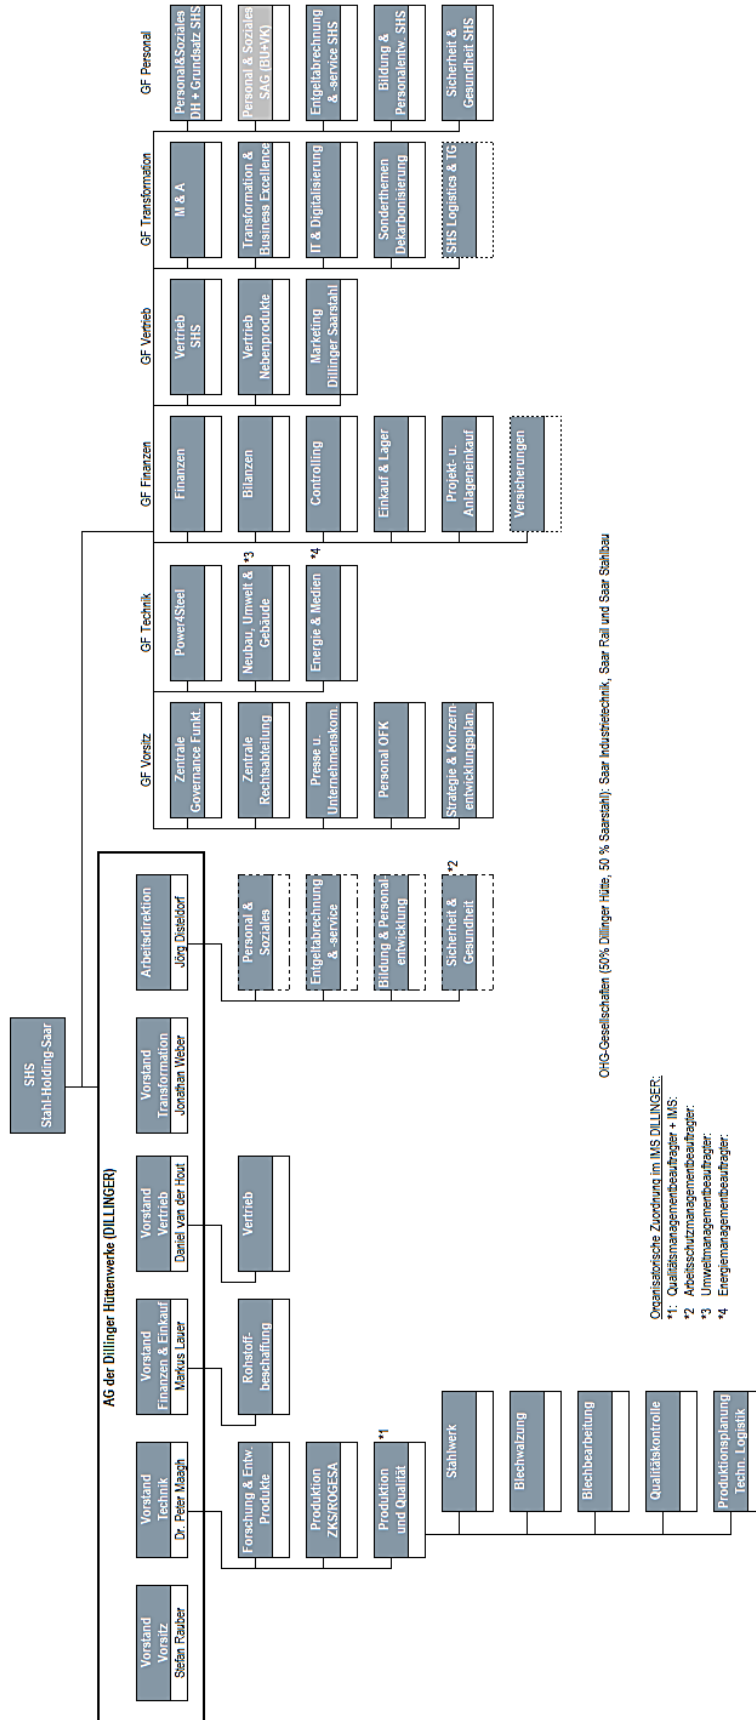 SHS
Stahl-Holding-Saar
AG der Dillinger Hüttenwerke (DILLINGER)
Vorstand
Vorsitz
Stefan Rauber
Vorstand
Technik
Dr. Peter Maagh
Vorstand
Finanzen & Einkauf
Markus Lauer
Vorstand
Vertrieb
Daniel van der Hout
Vorstand
Transformation
Jonathan Weber
Arbeitsdirektion
Jörg Disteldorf
Forschung & Entw.
Produkte
Produktion
ZKS/ROGESA
Produktion
und Qualität
*1
Stahlwerk
Blechwalzung
Blechbearbeitung
Qualitätskontrolle
Produktionsplanung
Techn. Logistik
Rohstoff-
beschaffung
Vertrieb
Personal &
Soziales
Entgeltabrechnung
& -service
Bildung & Personal-
entwicklung
Sicherheit &
Gesundheit
*2
GF Vorsitz
Zentrale
Governance Funkt.
Zentrale
Rechtsabteilung
Presse u.
Unternehmenskom.
Personal OFK
Strategie & Konzern-
entwicklungsplan.
GF Technik
Power4Steel
Neubau, Umwelt &
Gebäude
*3
Energie & Medien
*4
GF Finanzen
Finanzen
Bilanzen
Controlling
Einkauf & Lager
Projekt- u.
Anlageneinkauf
Versicherungen
GF Vertrieb
Vertrieb
SHS
Vertrieb
Nebenprodukte
Marketing
Dillinger Saarstahl
GF Transformation
M & A
Transformation &
Business Excellence
IT & Digitalisierung
Sonderthemen
Dekarbonisierung
SHS Logistics & TG
GF Personal
Personal&Soziales
DH + Grundsatz SHS
Personal & Soziales
SAG (BU+VK)
Entgeltabrechnung
& -service SHS
Bildung &
Personalentw. SHS
Sicherheit &
Gesundheit SHS
OHG-Gesellschaften (50% Dillinger Hütte, 50 % Saarstahl): Saar Industrietechnik, Saar Rail und Saar Stahlbau
Organisatorische Zuordnung im IMS DILLINGER:
*1: Qualitätsmanagementbeauftragter + IMS:
*2 Arbeitsschutzmanagementbeauftragter:
*3 Umweltmanagementbeauftragter:
*4 Energiemanagementbeauftragter: